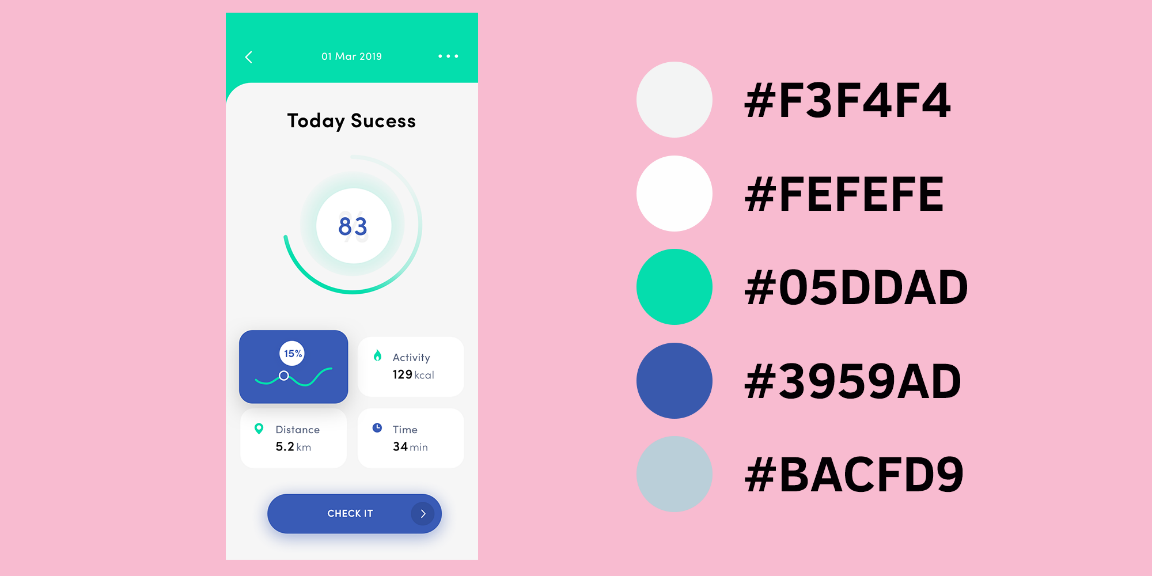 01 Mar 2019
Today Sucess
83
15%
Activity
129 kcal
Distance
5.2 km
Time
34 min
CHECK IT
#F3F4F4
#FEFEFE
#05DDAD
#3959AD
#BACFD9